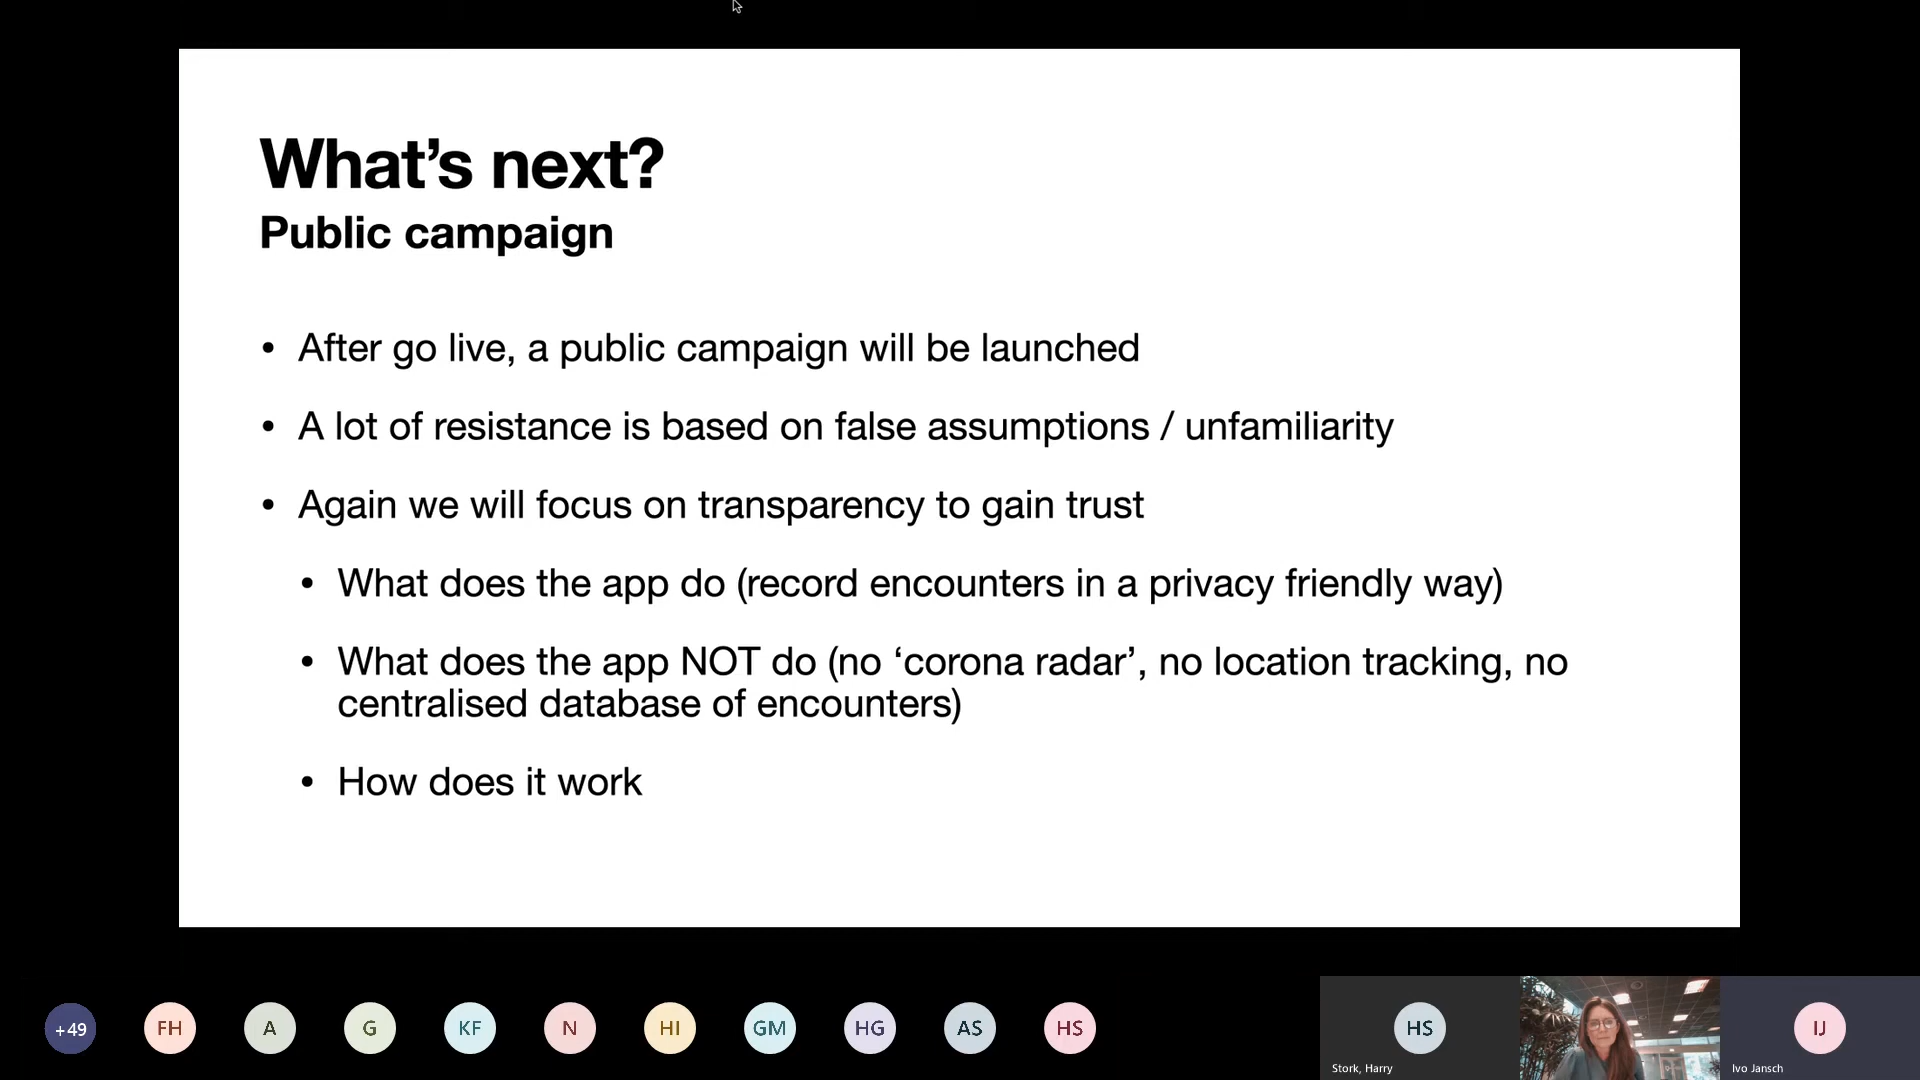 What’s next?
Public campaign
• After go live, a public campaign will be launched
• A lot of resistance is based on false assumptions / unfamiliarity
• Again we will focus on transparency to gain trust
• What does the app do (record encounters in a privacy friendly way)
• What does the app NOT do (no ‘corona radar’, no location tracking, no
centralised database of encounters)
• How does it work
+49
FH
A
G
KF
N
HI
GM
HG
AS
HS
HS
Stork, Harry
IJ
Ivo Jansch